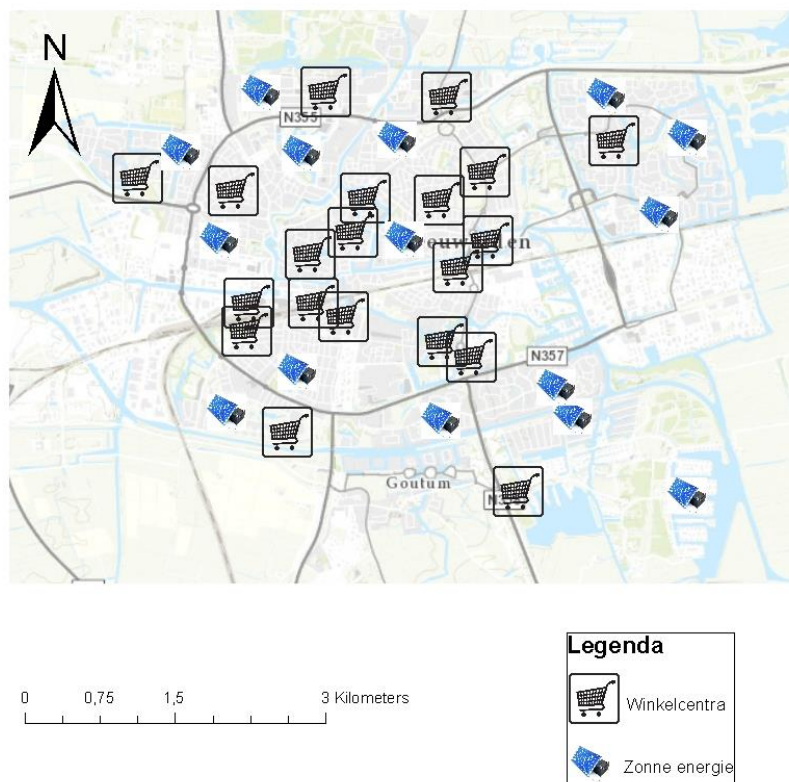 N
N355
N357
Goutum
0 0,75 1,5 3 Kilometers
Legenda
Winkelcentra
Zonne energie